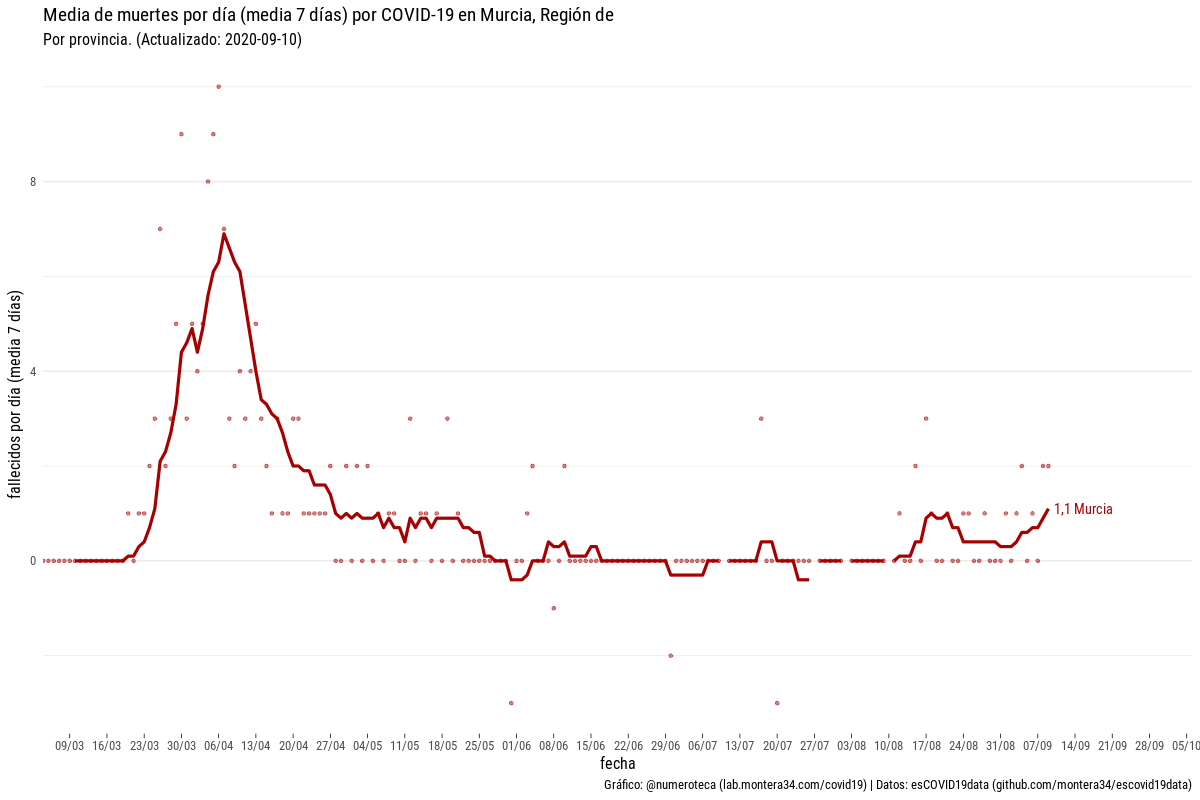 Media de muertes por día (media 7 días) por COVID-19 en Murcia, Región de
Por provincia. (Actualizado: 2020-09-10)
fallecidos por día (media 7 días)
8
4
0
1,1 Murcia
09/03 16/03 23/03 30/03 06/04 13/04 20/04 27/04 04/05 11/05 18/05 25/05 01/06 08/06 15/06 22/06 29/06 06/07 13/07 20/07 27/07 03/08 10/08 17/08 24/08 31/08 07/09 14/09 21/09 28/09 05/10
fecha
Gráfico: @numeroteca (lab.montera34.com/covid19) | Datos: esCOVID19data (github.com/montera34/escovid19data)